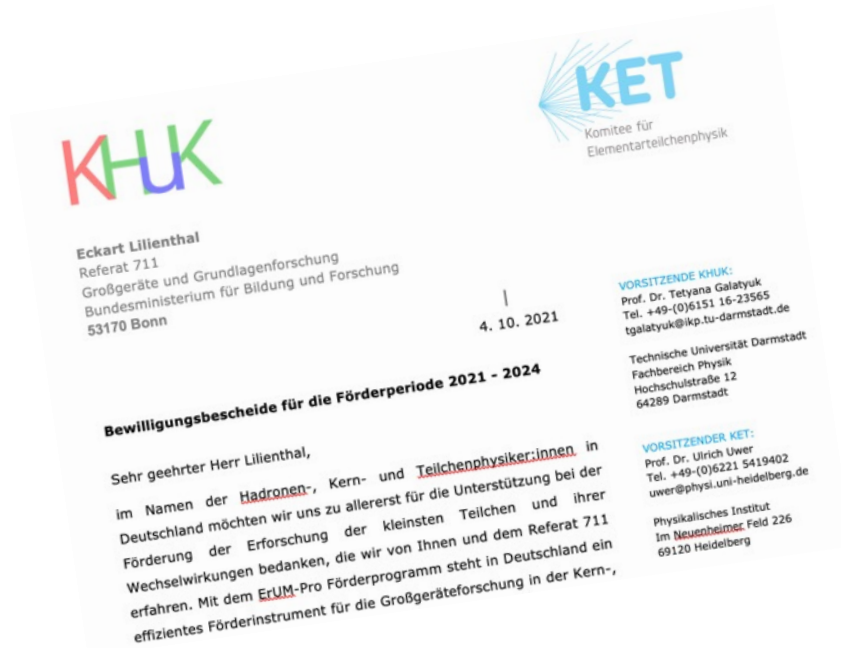 KHuK
KET
Komitee für
Elementarteilchenphysik
Eckart Lilienthal
Referat 711
Großgeräte und Grundlagenforschung
Bundesministerium für Bildung und Forschung
53170 Bonn
4. 10. 2021
Bewilligungsbescheide für die Förderperiode 2021 - 2024
Sehr geehrter Herr Lilienthal,
im Namen der Hadronen-, Kern- und Teilchenphysiker:innen in
Deutschland möchten wir uns zu allererst für die Unterstützung bei der
Förderung der Erforschung der kleinsten Teilchen und ihrer
Wechselwirkungen bedanken, die wir von Ihnen und dem Referat 711
erfahren. Mit dem ErUM-Pro Förderprogramm steht in Deutschland ein
effizientes Förderinstrument für die Großgeräteforschung in der Kern-,
VORSITZENDE KHUK:
Prof. Dr. Tetyana Galatyuk
Tel. +49-(0)6151 16-23565
tgalatyuk@ikp.tu-darmstadt.de
Technische Universität Darmstadt
Fachbereich Physik
Hochschulstraße 12
64289 Darmstadt
VORSITZENDER KET:
Prof. Dr. Ulrich Uwer
Tel. +49-(0)6221 5419402
uwer@physi.uni-heidelberg.de
Physikalisches Institut
Im Neuenheimer Feld 226
69120 Heidelberg